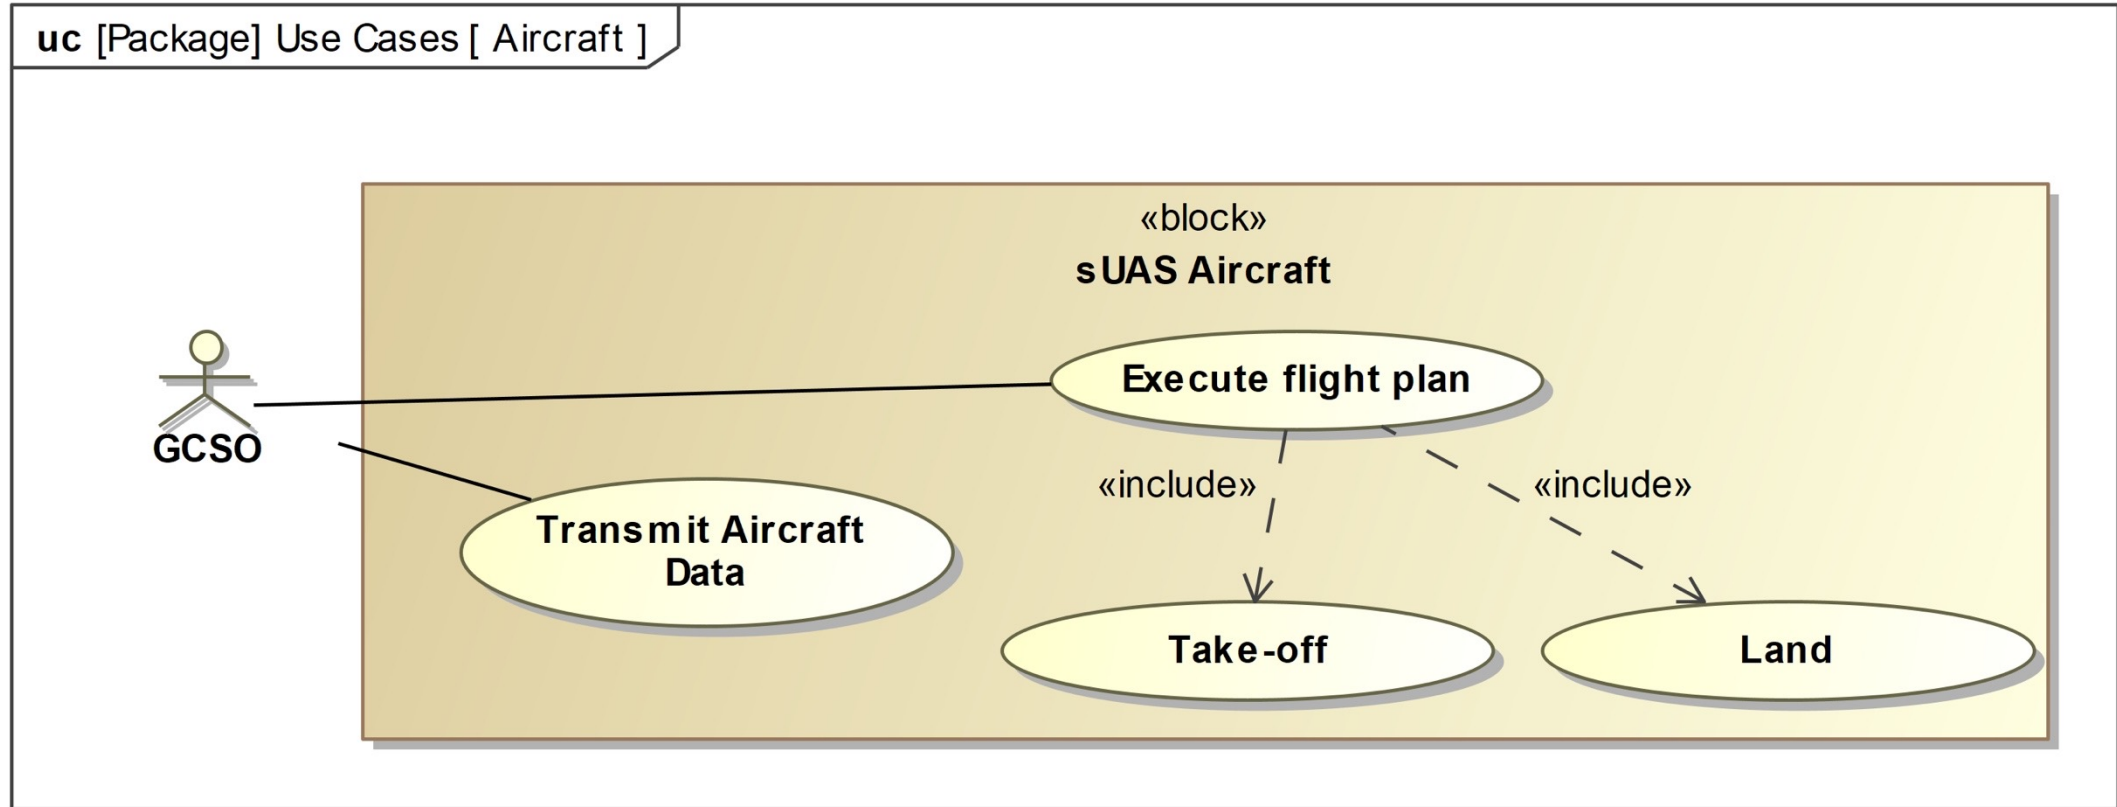 uc [Package] Use Cases [ Aircraft ]
«block»
sUAS Aircraft
Execute flight plan
GCSO
«include»
«include»
Transmit Aircraft
Data
Take-off
Land